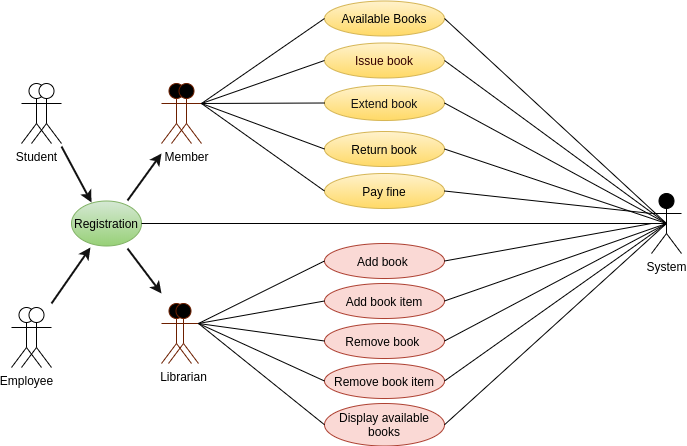 Available Books
Issue book
Extend book
Student
Member
Return book
Pay fine
Registration
Add book
System
Add book item
Remove book
Employee
Librarian
Remove book item
Display available
books